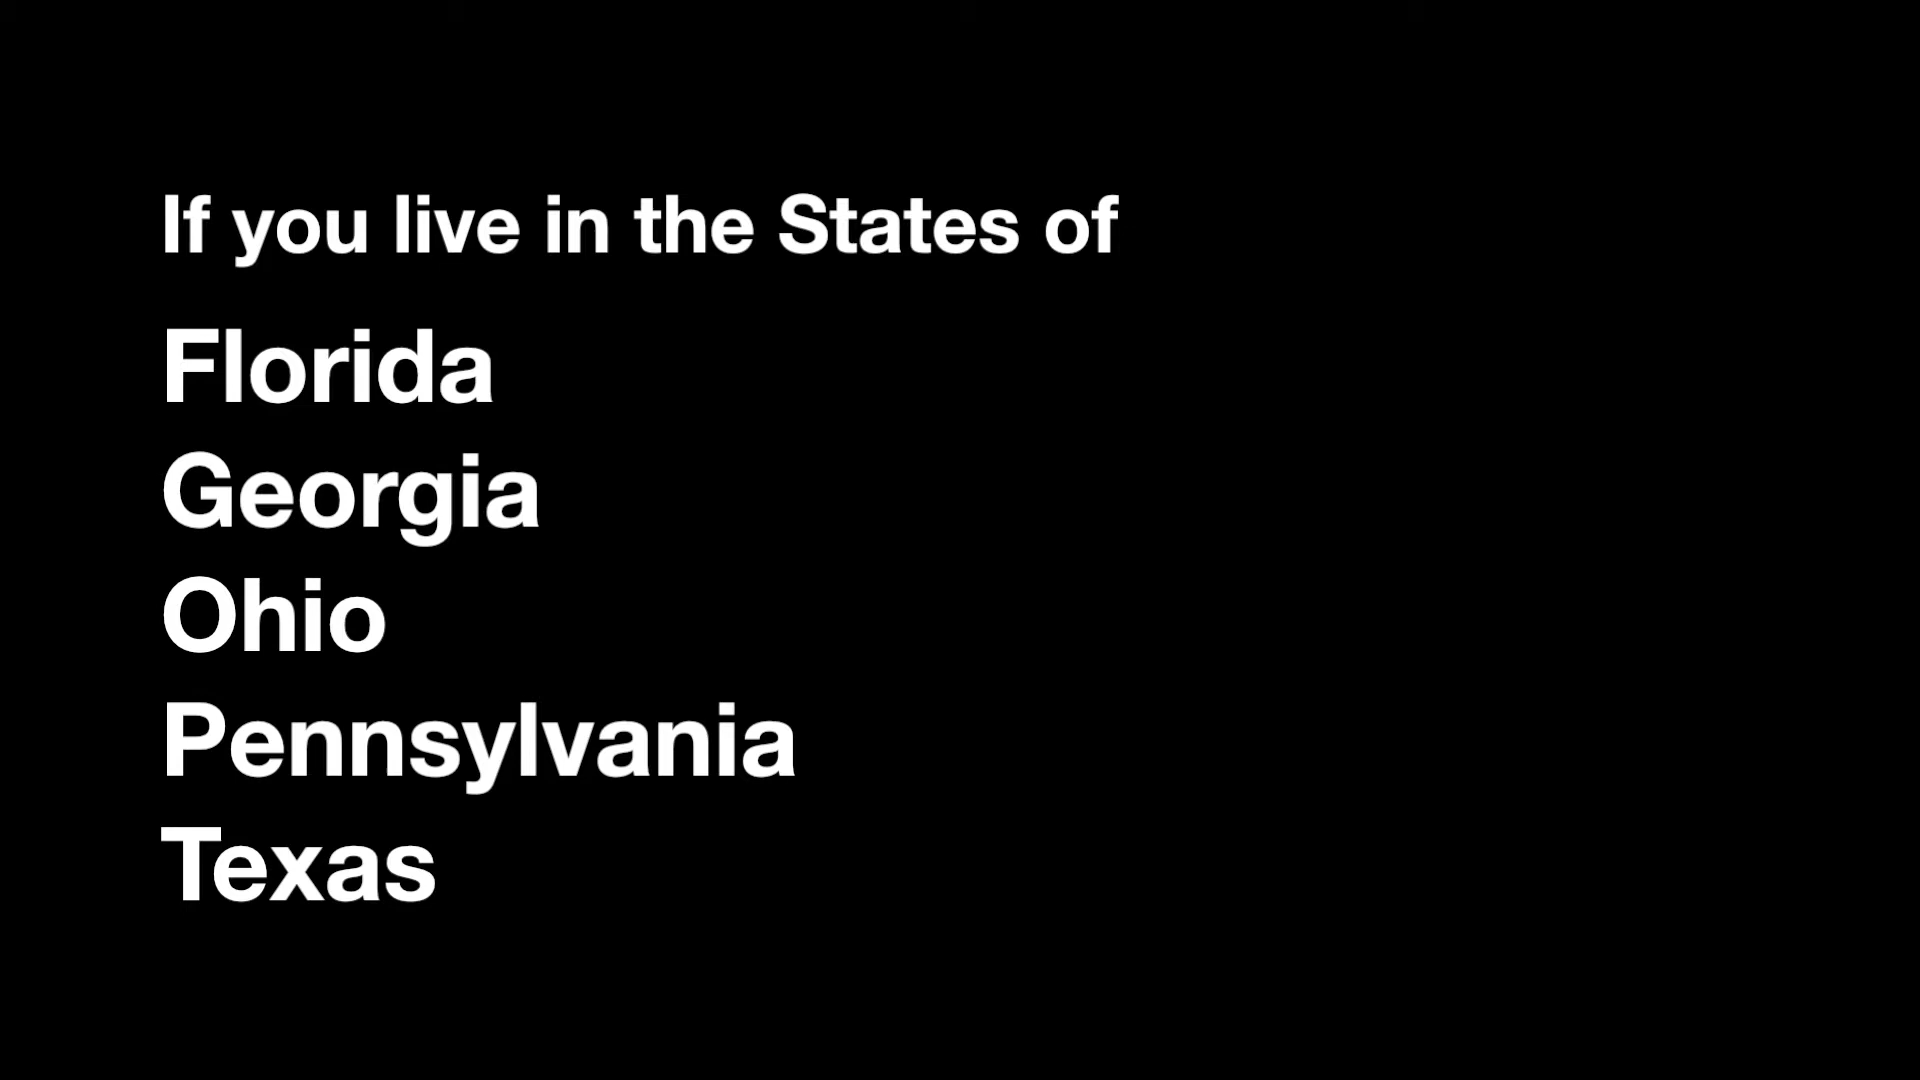 If you live in the States of
Florida
Georgia
Ohio
Pennsylvania
Texas